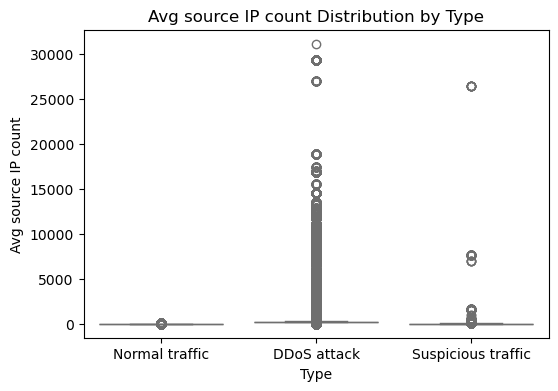 Avg source IP count Distribution by Type
30000
25000
20000
15000
10000
5000
0
Avg source IP count
Normal traffic
DDoS attack
Suspicious traffic
Type